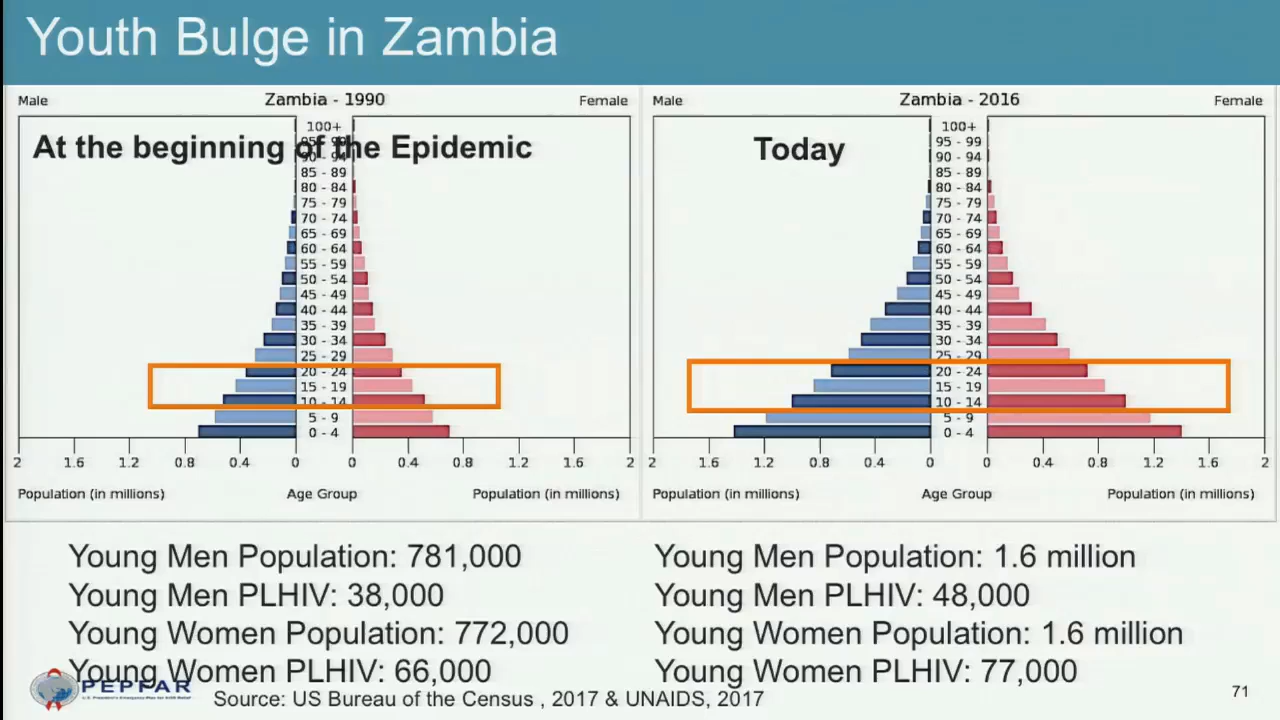 Youth Bulge in Zambia
Male Zambia - 1990 Female
At the beginning of the Epidemic
100+
95 - 99
90 - 94
85 - 89
80 - 84
75 - 79
70 - 74
65 - 69
60 - 64
55 - 59
50 - 54
45 - 49
40 - 44
35 - 39
30 - 34
25 - 29
20 - 24
15 - 19
10 - 14
5 - 9
0 - 4
2 1.6 1.2 0.8 0.4 0 0 0.4 0.8 1.2 1.6 2
Population (in millions) Age Group Population (in millions)
Male Zambia - 2016 Female
Today
100+
95 - 99
90 - 94
85 - 89
80 - 84
75 - 79
70 - 74
65 - 69
60 - 64
55 - 59
50 - 54
45 - 49
40 - 44
35 - 39
30 - 34
25 - 29
20 - 24
15 - 19
10 - 14
5 - 9
0 - 4
2 1.6 1.2 0.8 0.4 0 0 0.4 0.8 1.2 1.6 2
Population (in millions) Age Group Population (in millions)
Young Men Population: 781,000
Young Men PLHIV: 38,000
Young Women Population: 772,000
Young Women PLHIV: 66,000
Young Men Population: 1.6 million
Young Men PLHIV: 48,000
Young Women Population: 1.6 million
Young Women PLHIV: 77,000
PEPFAR
U.S. President's Emergency Plan for AIDS Relief
Source: US Bureau of the Census , 2017 & UNAIDS, 2017
71